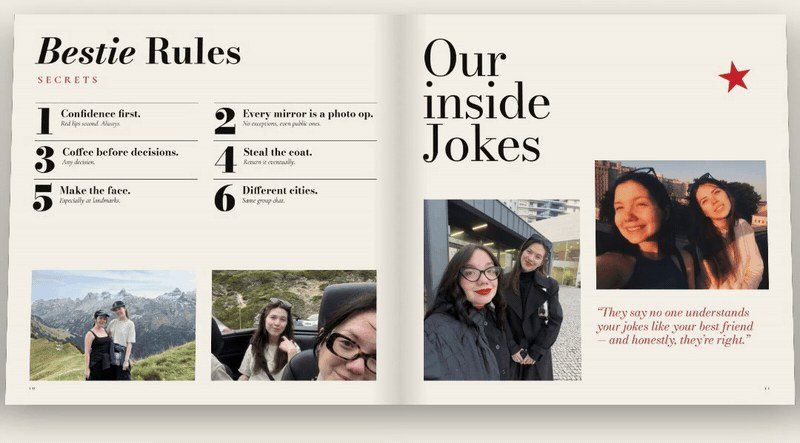 Bestie Rules
SECRETS
1 Confidence first.
Red lips second. Always.
2 Every mirror is a photo op.
No exceptions, even public ones.
3 Coffee before decisions.
Any decision.
4 Steal the coat.
Return it eventually.
5 Make the face.
Especially at landmarks.
6 Different cities.
Same group chat.
Our
inside
Jokes
“They say no one understands
your jokes like your best friend
— and honestly, they’re right.”